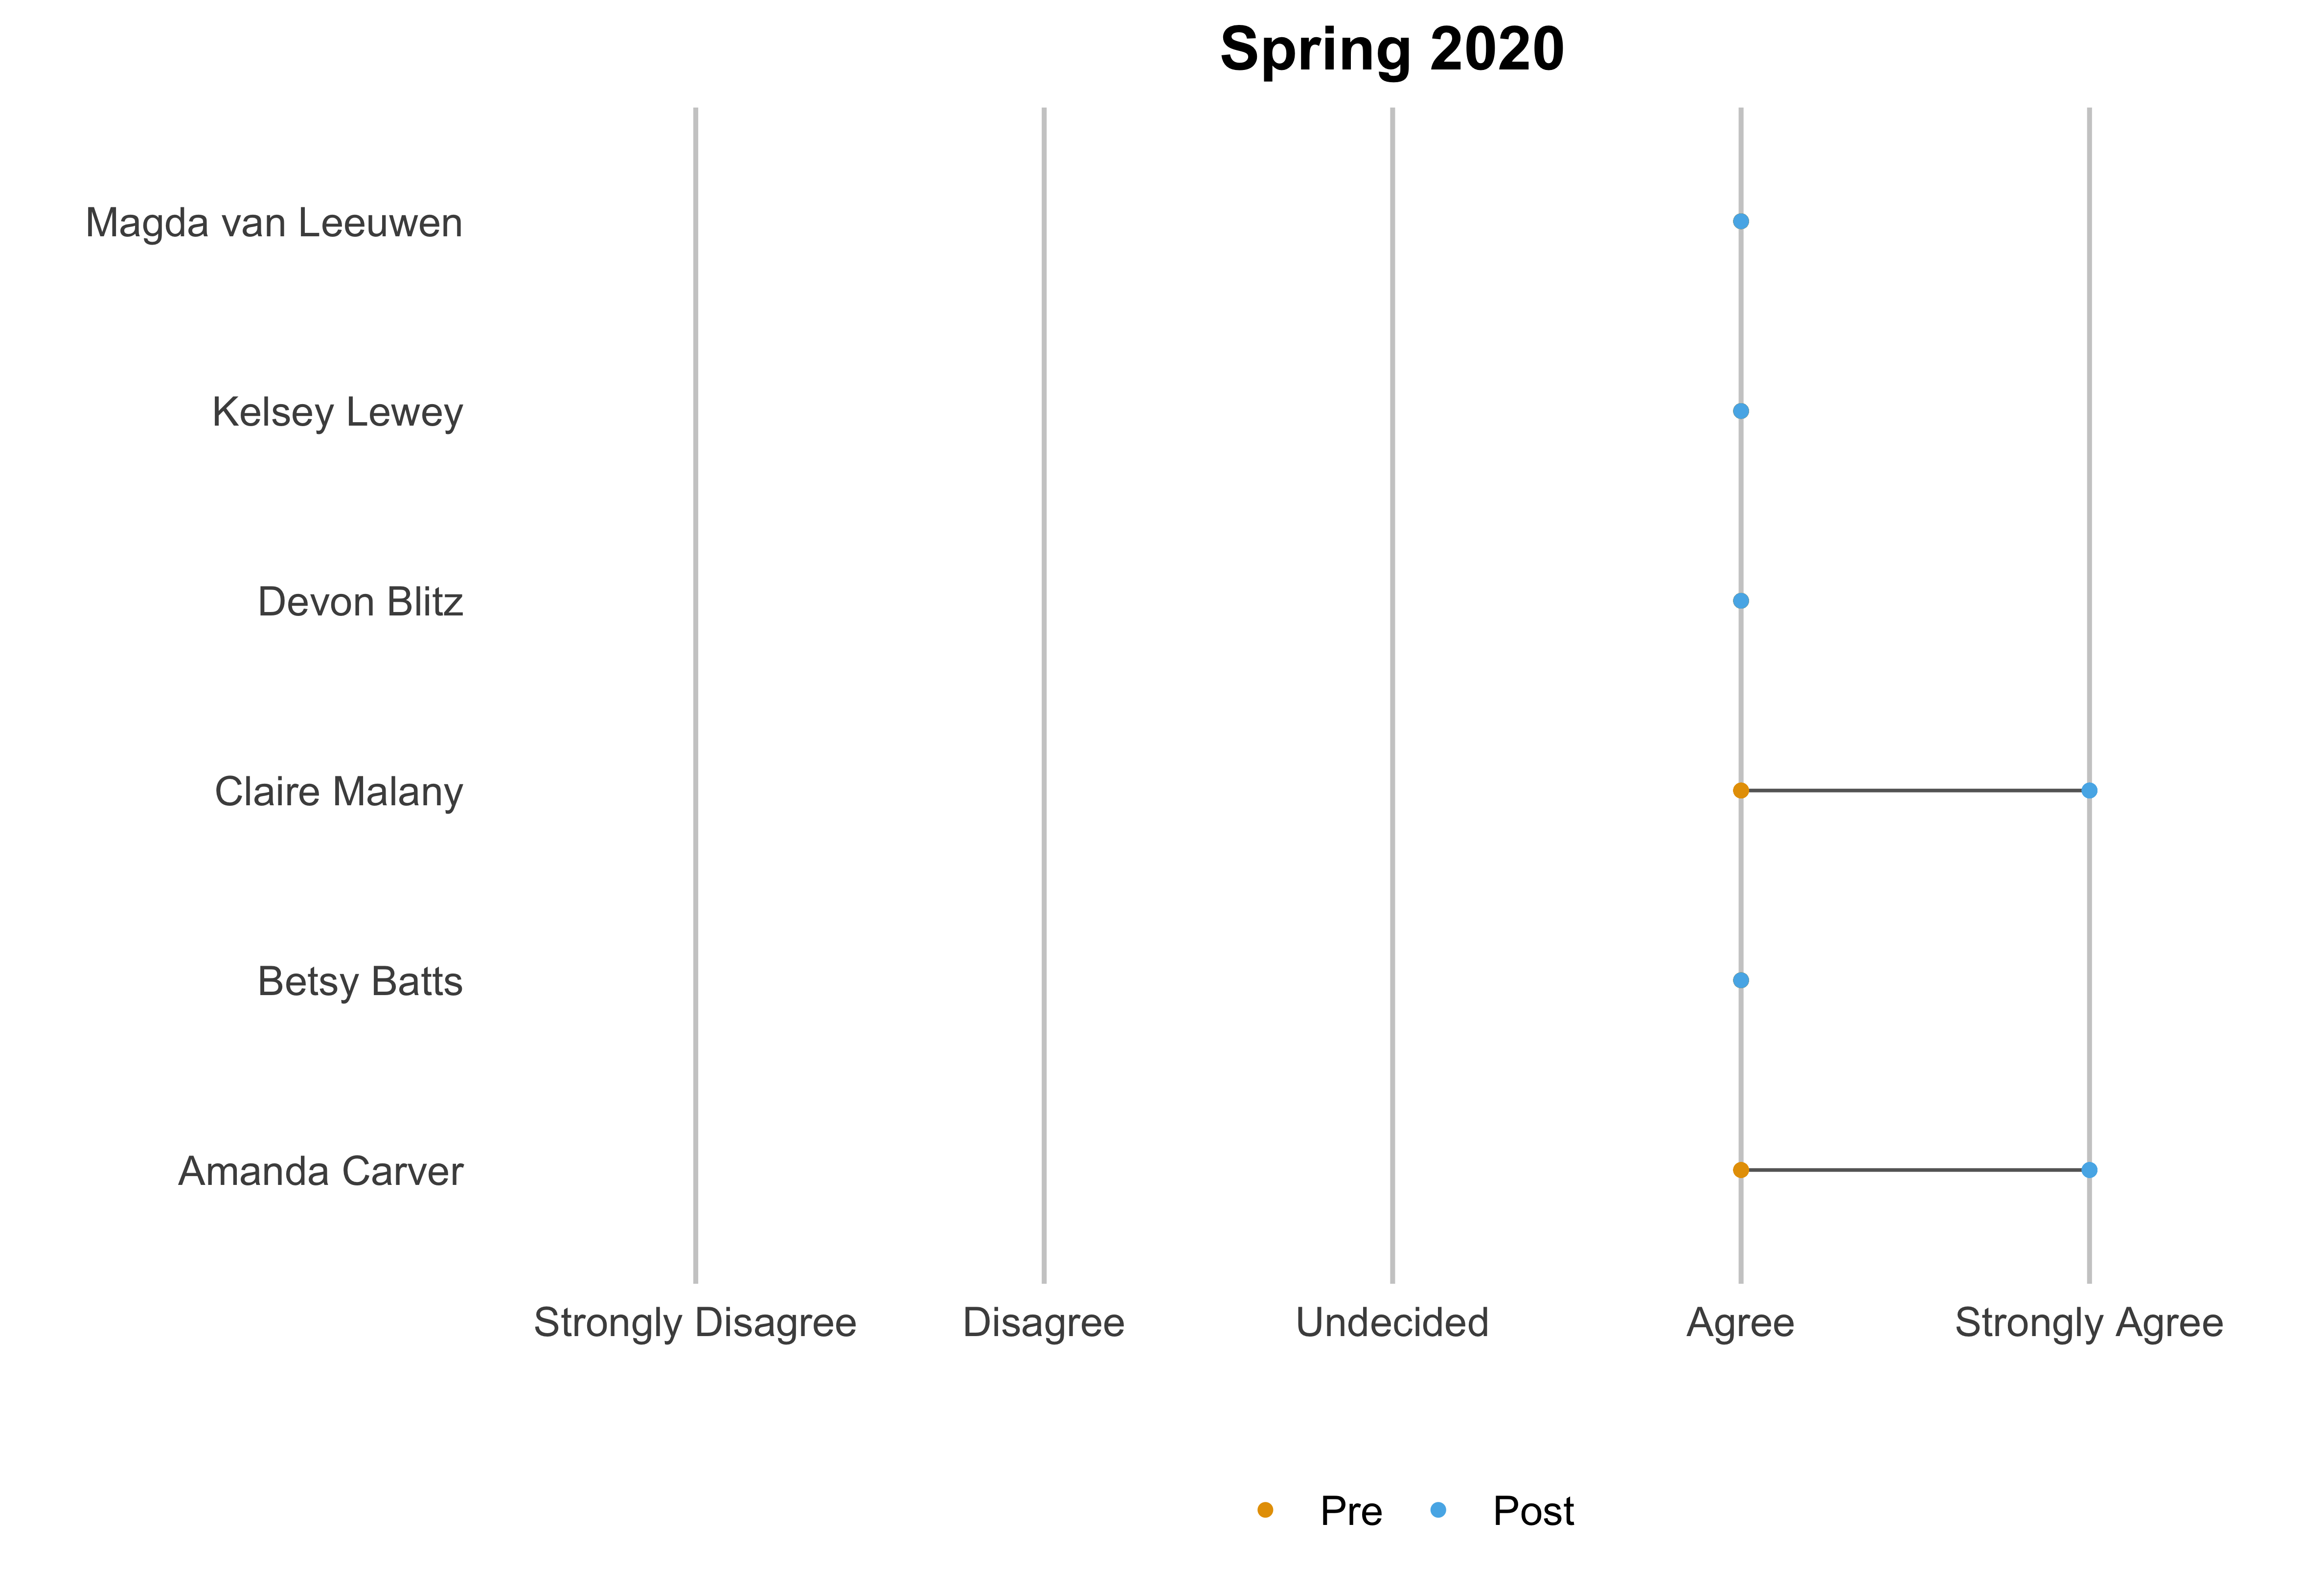 Spring 2020
Magda van Leeuwen
Kelsey Lewey
Devon Blitz
Claire Malany
Betsy Batts
Amanda Carver
Strongly Disagree Disagree Undecided Agree Strongly Agree
Pre Post